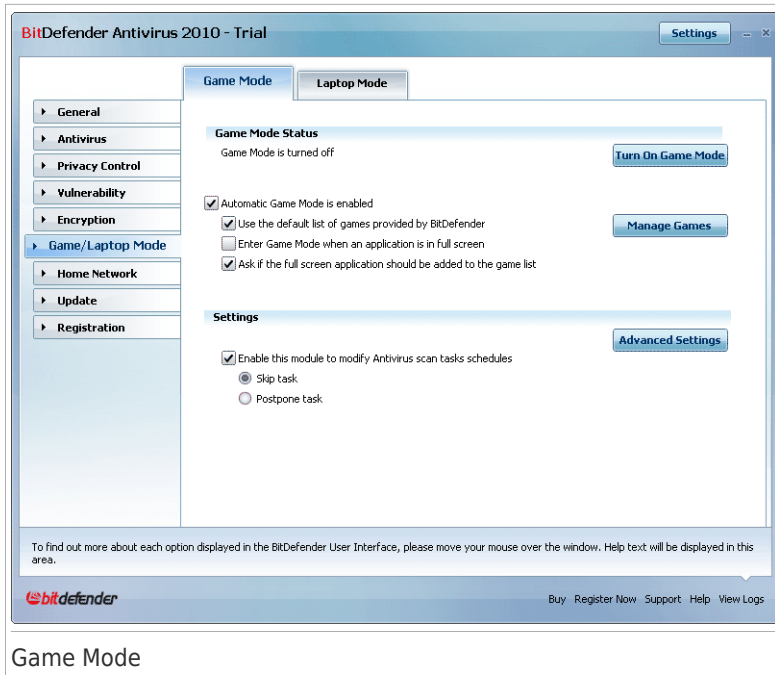 BitDefender Antivirus 2010 - Trial
Settings
Game Mode
Laptop Mode
General
Antivirus
Privacy Control
Vulnerability
Encryption
Game/Laptop Mode
Home Network
Update
Registration
Game Mode Status
Game Mode is turned off
Turn On Game Mode
Automatic Game Mode is enabled
Use the default list of games provided by BitDefender
Manage Games
Enter Game Mode when an application is in full screen
Ask if the full screen application should be added to the game list
Settings
Advanced Settings
Enable this module to modify Antivirus scan tasks schedules
Skip task
Postpone task
To find out more about each option displayed in the BitDefender User Interface, please move your mouse over the window. Help text will be displayed in this
area.
bitdefender
Buy Register Now Support Help View Logs
Game Mode